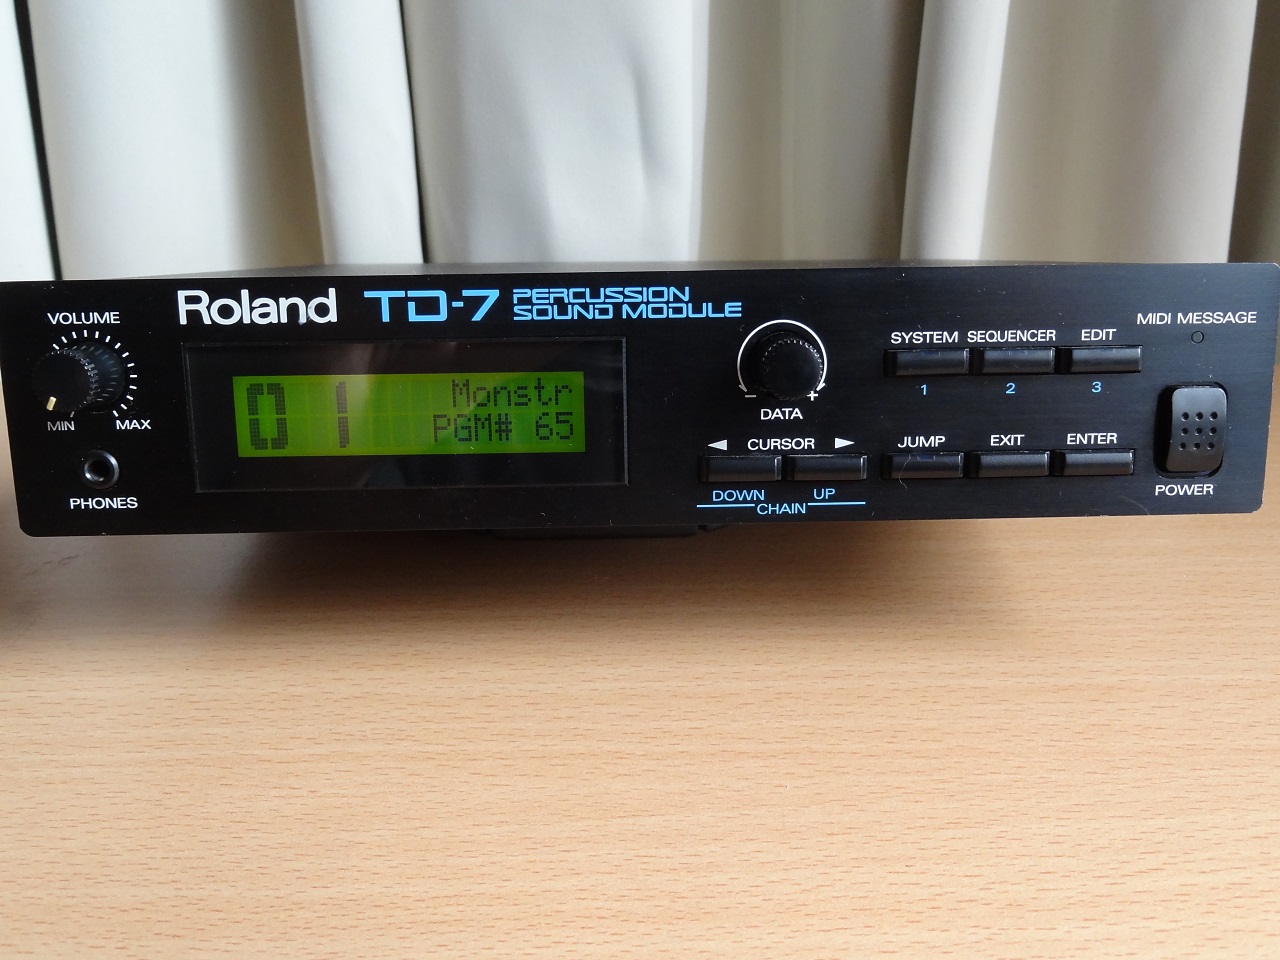 VOLUME
MIN
MAX
PHONES
Roland TD-7 PERCUSSION
SOUND MODULE
01 Monstr
PGM# 65
DATA
- +
◄ CURSOR ►
DOWN UP
CHAIN
SYSTEM SEQUENCER EDIT
1 2 3
JUMP EXIT ENTER
MIDI MESSAGE
POWER